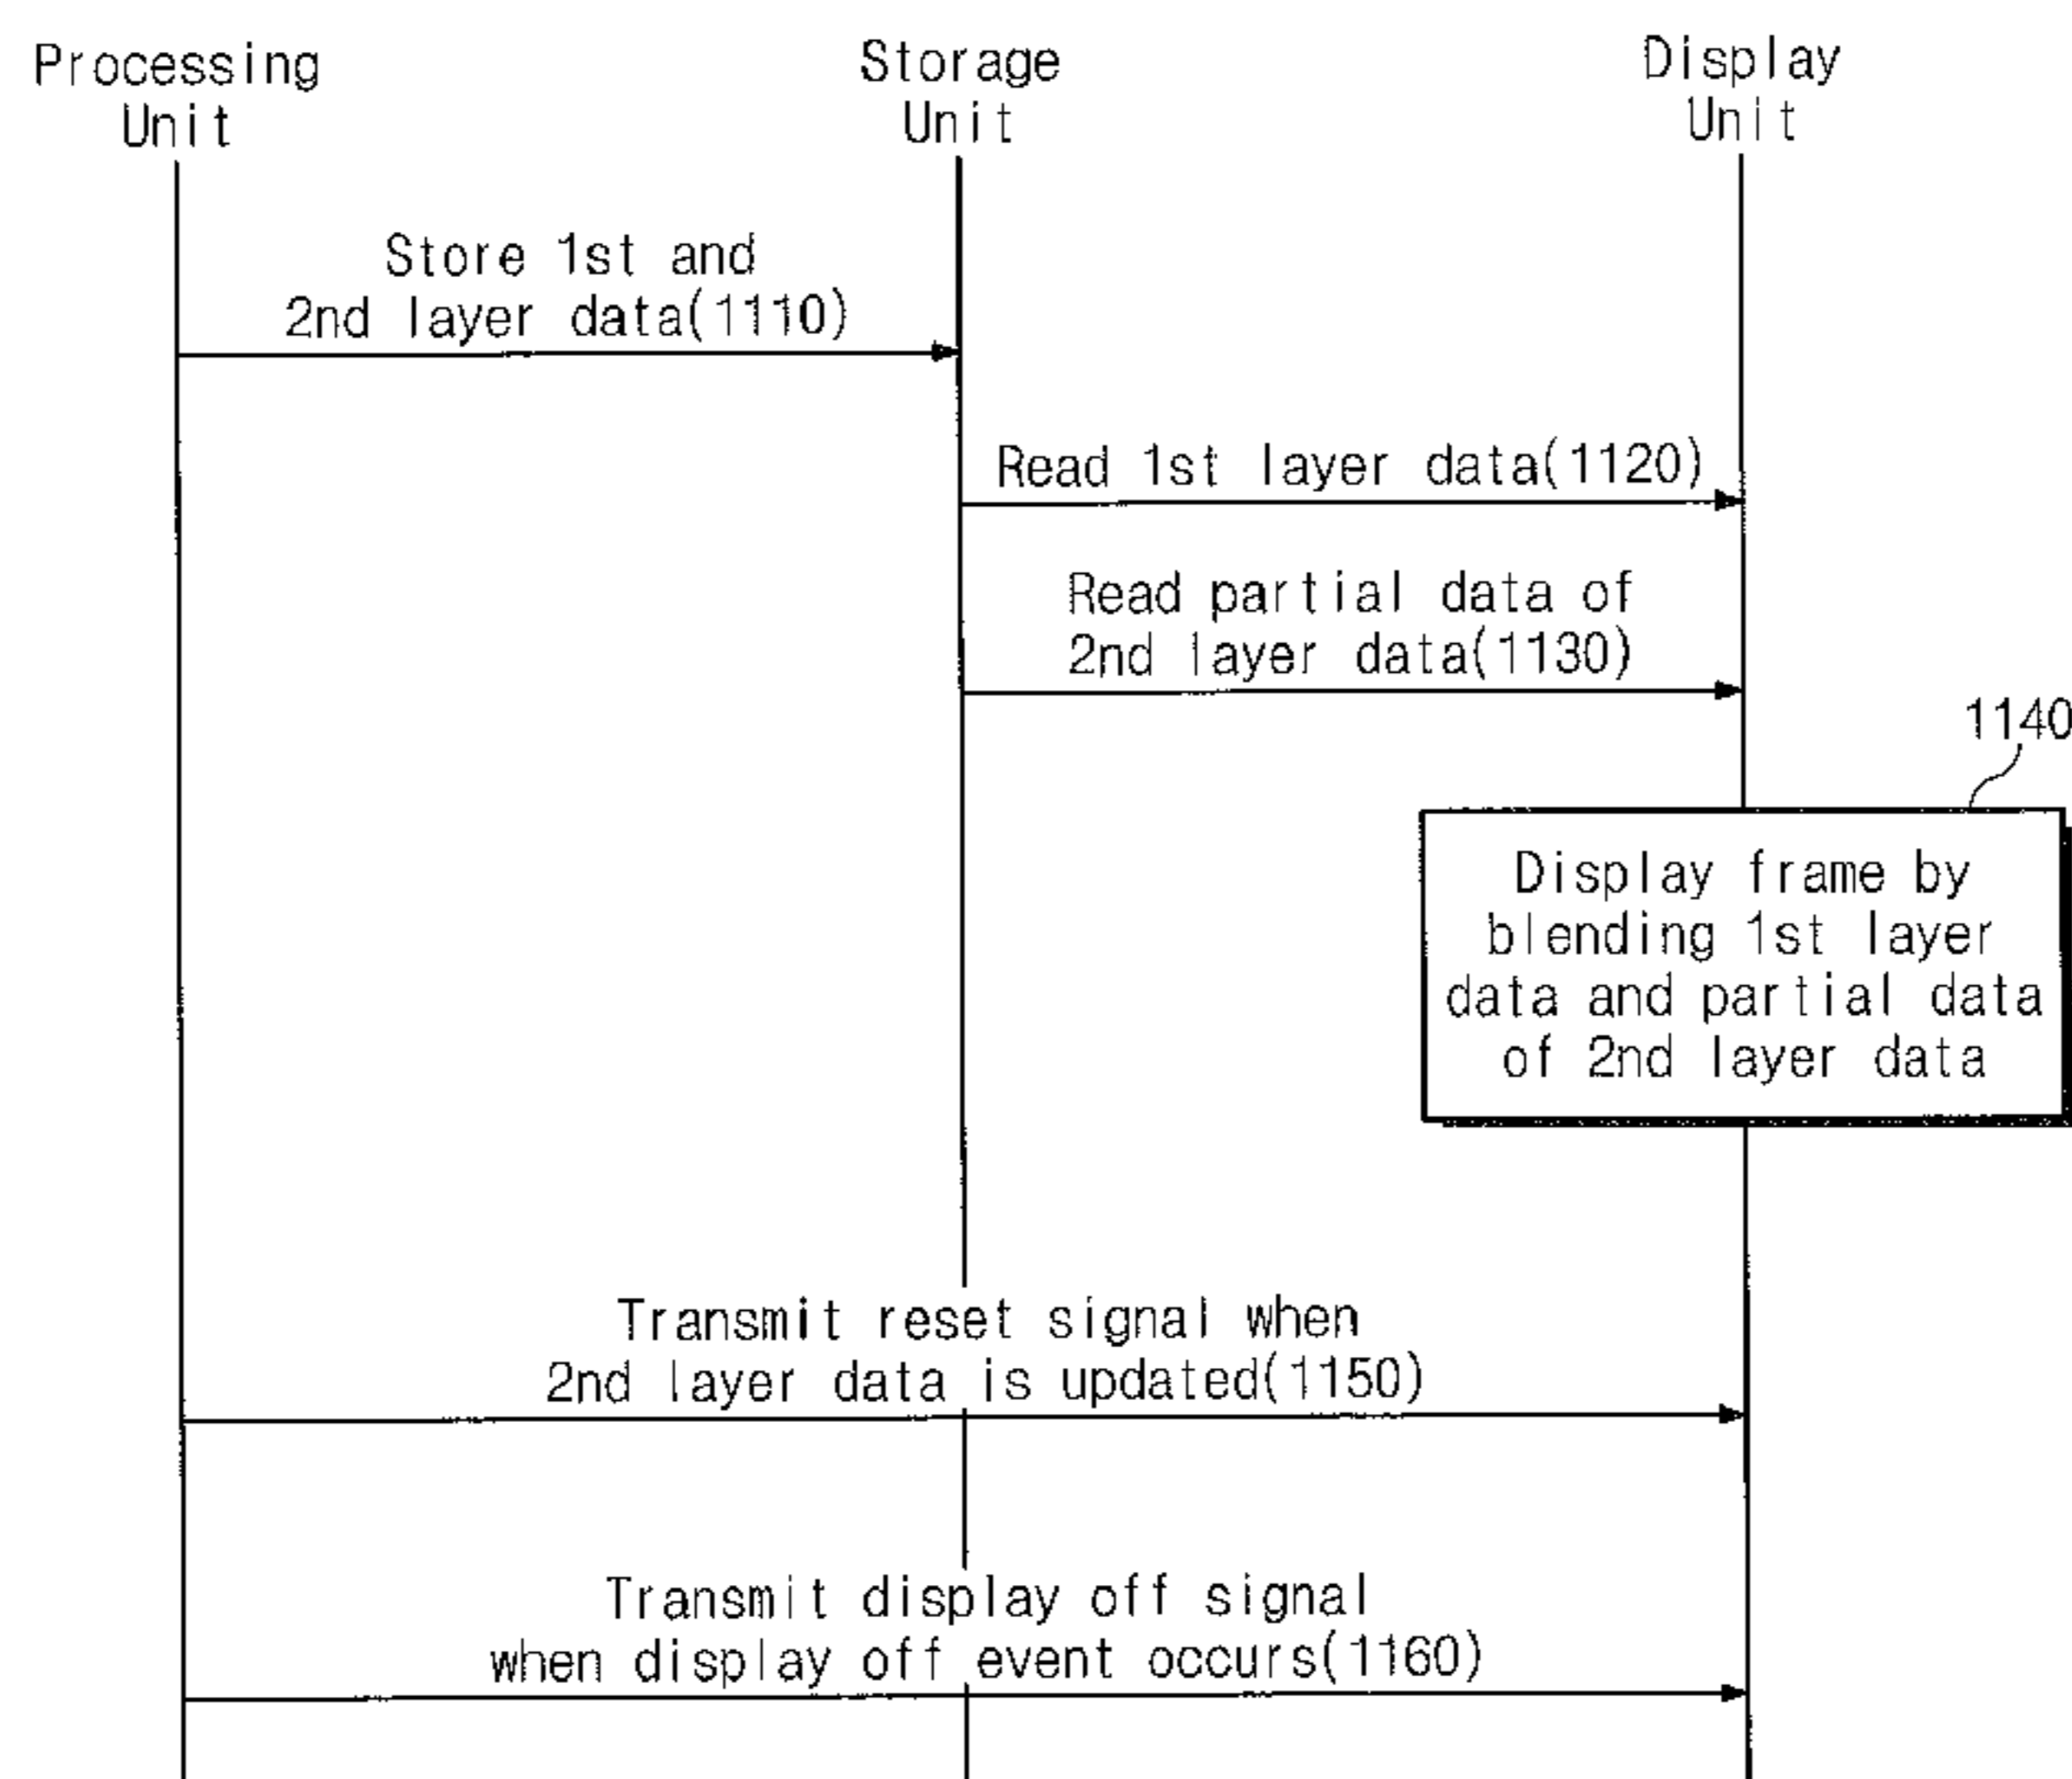 Processing
Unit
Storage
Unit
Display
Unit
Store 1st and
2nd layer data(1110)
Read 1st layer data(1120)
Read partial data of
2nd layer data(1130)
1140
Display frame by
blending 1st layer
data and partial data
of 2nd layer data
Transmit reset signal when
2nd layer data is updated(1150)
Transmit display off signal
when display off event occurs(1160)